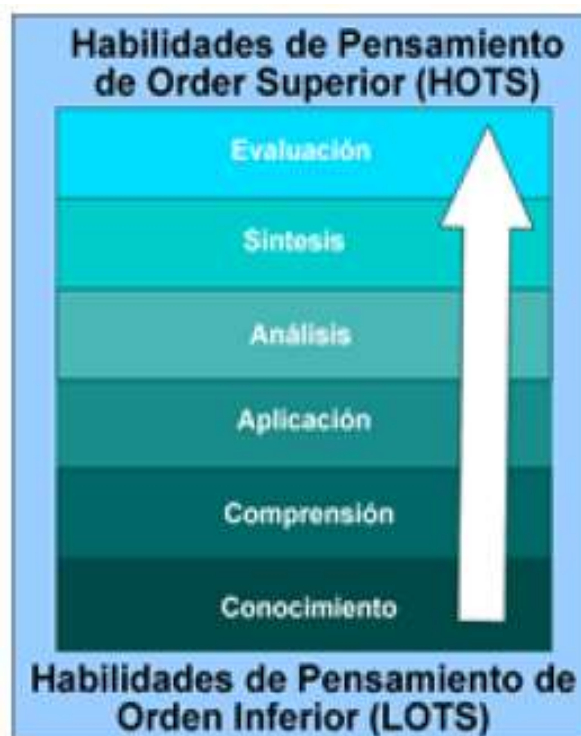 Habilidades de Pensamiento
de Order Superior (HOTS)
Evaluación
Síntesis
Análisis
Aplicación
Comprensión
Conocimiento
Habilidades de Pensamiento de
Orden Inferior (LOTS)